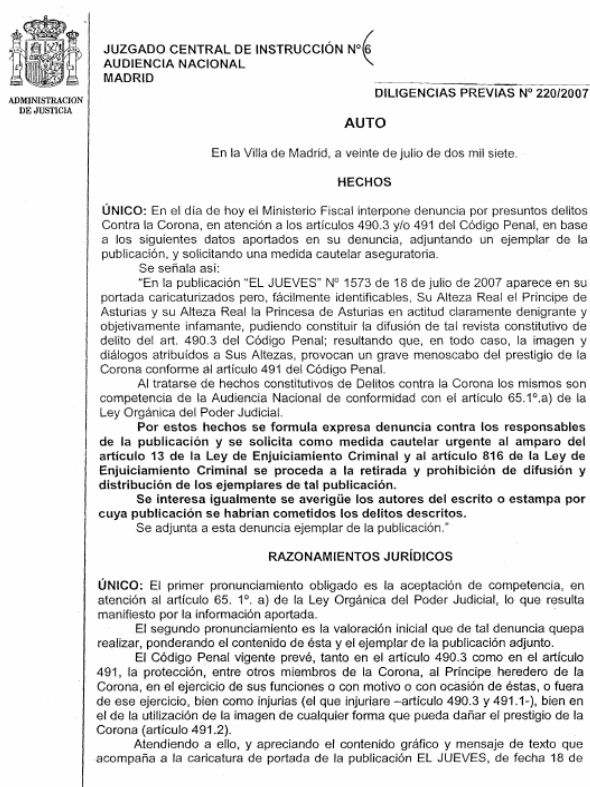 JUZGADO CENTRAL DE INSTRUCCIÓN Nº 6
AUDIENCIA NACIONAL
MADRID
ADMINISTRACION
DE JUSTICIA
DILIGENCIAS PREVIAS Nº 220/2007
AUTO
En la Villa de Madrid, a veinte de julio de dos mil siete.
HECHOS
ÚNICO: En el día de hoy el Ministerio Fiscal interpone denuncia por presuntos delitos
Contra la Corona, en atención a los artículos 490.3 y/o 491 del Código Penal, en base
a los siguientes datos aportados en su denuncia, adjuntando un ejemplar de la
publicación, y solicitando una medida cautelar aseguratoria.
Se señala así:
"En la publicación "EL JUEVES" Nº 1573 de 18 de julio de 2007 aparece en su
portada caricaturizados pero, fácilmente identificables, Su Alteza Real el Príncipe de
Asturias y su Alteza Real la Princesa de Asturias en actitud claramente denigrante y
objetivamente infamante, pudiendo constituir la difusión de tal revista constitutivo de
delito del art. 490.3 del Código Penal; resultando que, en todo caso, la imagen y
diálogos atribuídos a Sus Altezas, provocan un grave menoscabo del prestigio de la
Corona conforme al artículo 491 del Código Penal.
Al tratarse de hechos constitutivos de Delitos contra la Corona los mismos son
competencia de la Audiencia Nacional de conformidad con el artículo 65.1º.a) de la
Ley Orgánica del Poder Judicial.
Por estos hechos se formula expresa denuncia contra los responsables
de la publicación y se solicita como medida cautelar urgente al amparo del
artículo 13 de la Ley de Enjuiciamiento Criminal y al artículo 816 de la Ley de
Enjuiciamiento Criminal se proceda a la retirada y prohibición de difusión y
distribución de los ejemplares de tal publicación.
Se interesa igualmente se averigüe los autores del escrito o estampa por
cuya publicación se habrían cometidos los delitos descritos.
Se adjunta a esta denuncia ejemplar de la publicación."
RAZONAMIENTOS JURÍDICOS
ÚNICO: El primer pronunciamiento obligado es la aceptación de competencia, en
atención al artículo 65. 1º. a) de la Ley Orgánica del Poder Judicial, lo que resulta
manifiesto por la información aportada.
El segundo pronunciamiento es la valoración inicial que de tal denuncia quepa
realizar, ponderando el contenido de ésta y el ejemplar de la publicación adjunto.
El Código Penal vigente prevé, tanto en el artículo 490.3 como en el artículo
491, la protección, entre otros miembros de la Corona, al Príncipe heredero de la
Corona, en el ejercicio de sus funciones o con motivo o con ocasión de éstas, o fuera
de ese ejercicio, bien como injurias (el que injuriare –artículo 490.3 y 491.1-), bien en
el de la utilización de la imagen de cualquier forma que pueda dañar el prestigio de la
Corona (artículo 491.2).
Atendiendo a ello, y apreciando el contenido gráfico y mensaje de texto que
acompaña a la caricatura de portada de la publicación EL JUEVES, de fecha 18 de